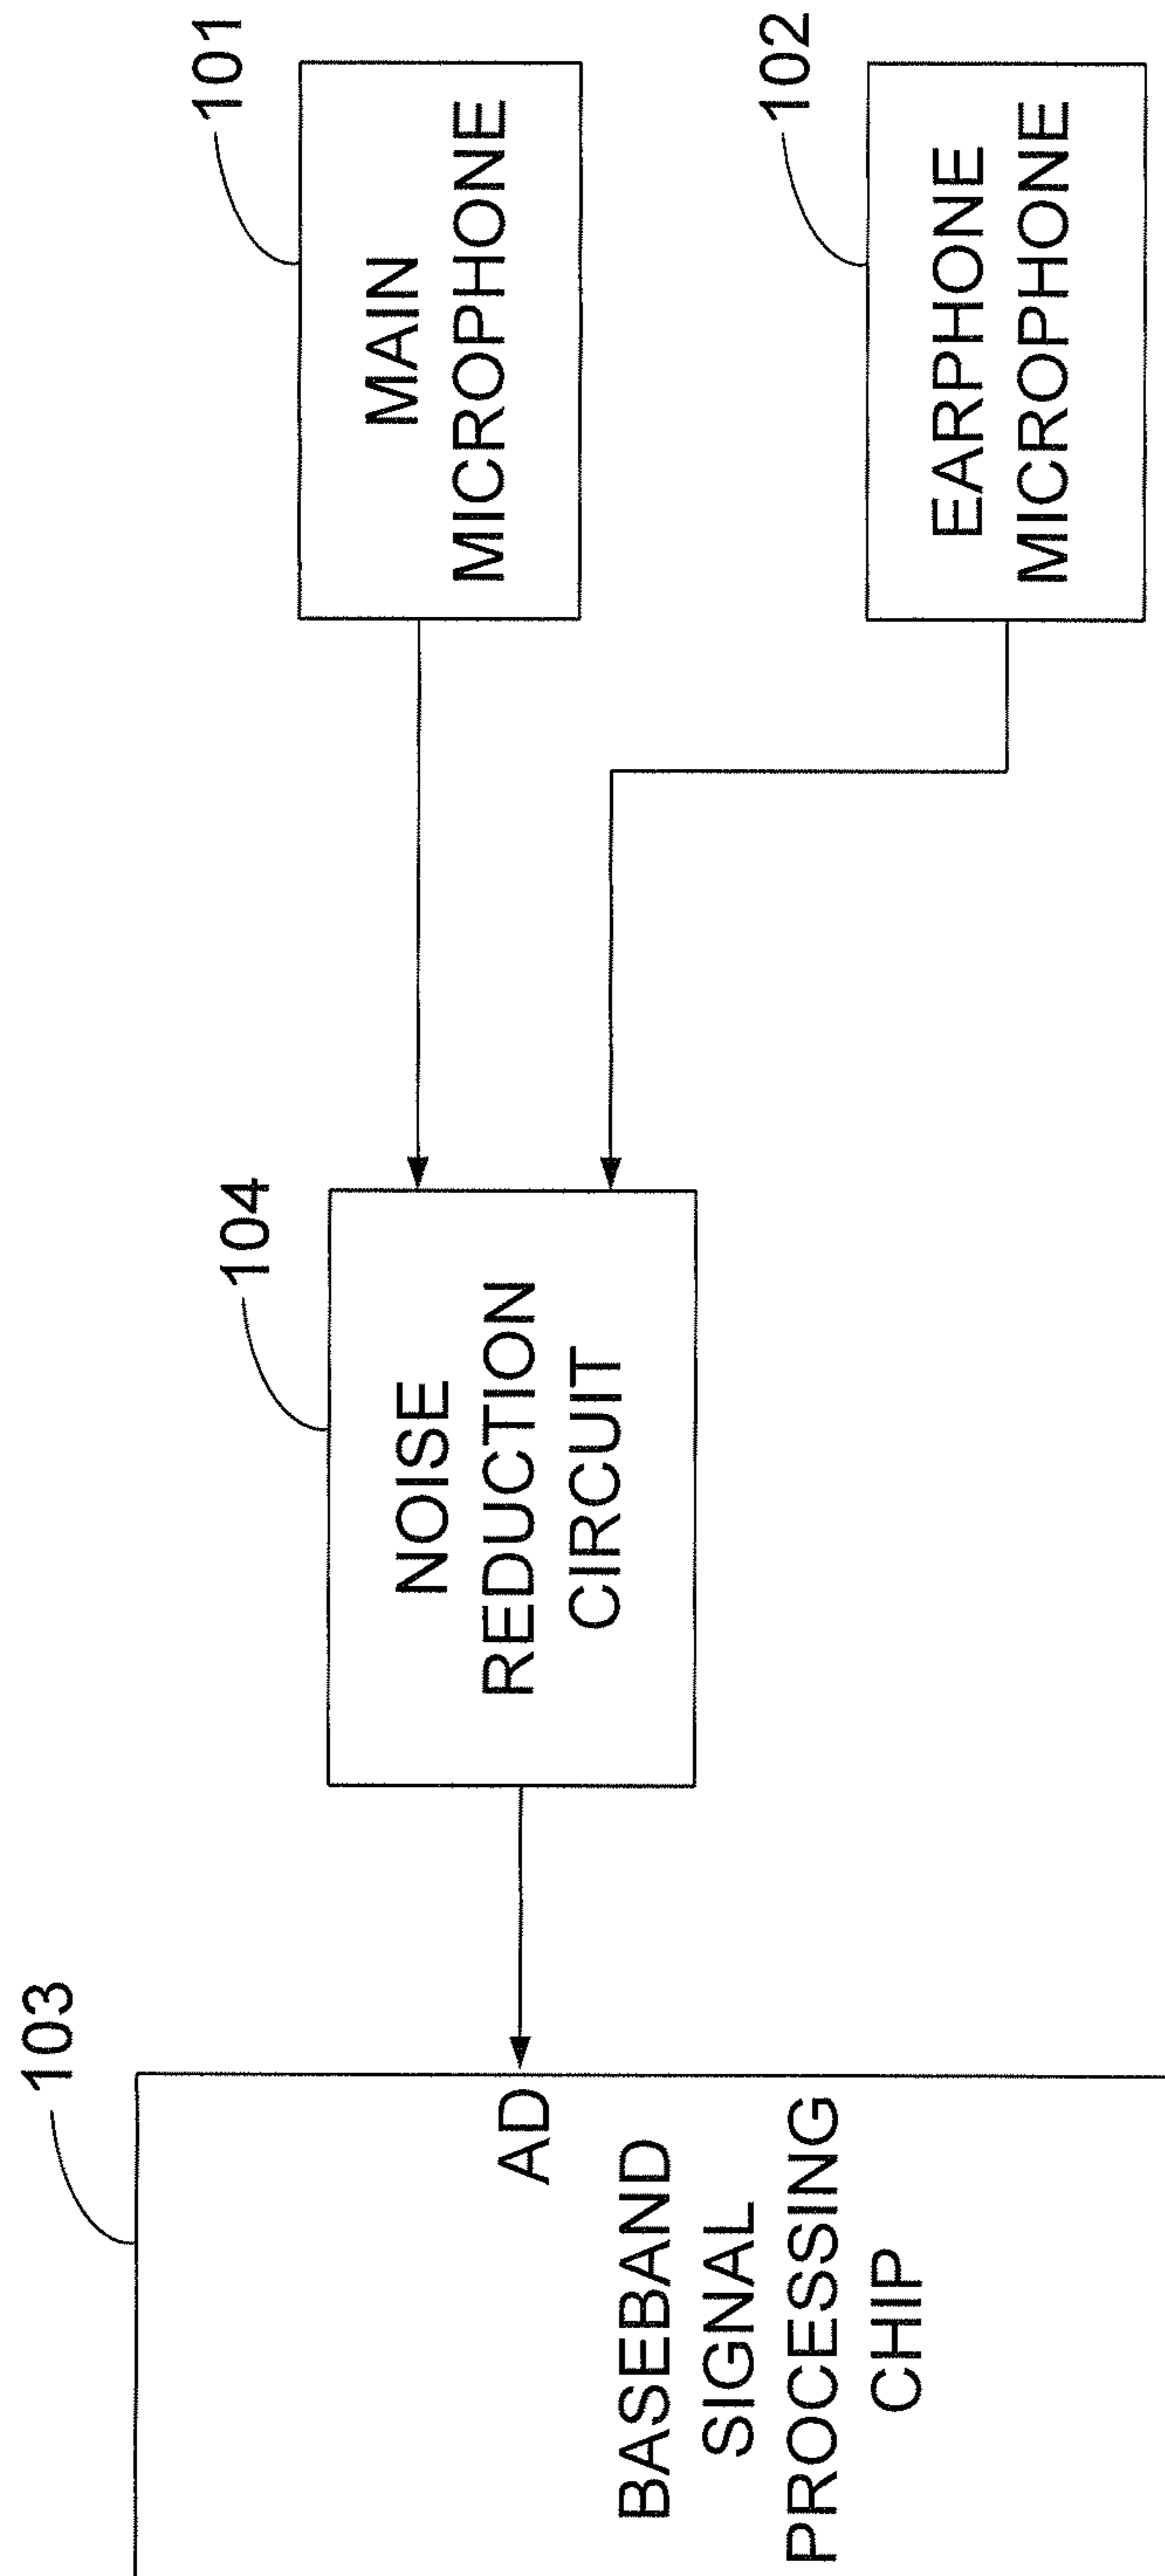 103
AD
BASEBAND
SIGNAL
PROCESSING
CHIP
104
NOISE
REDUCTION
CIRCUIT
101
MAIN
MICROPHONE
102
EARPHONE
MICROPHONE